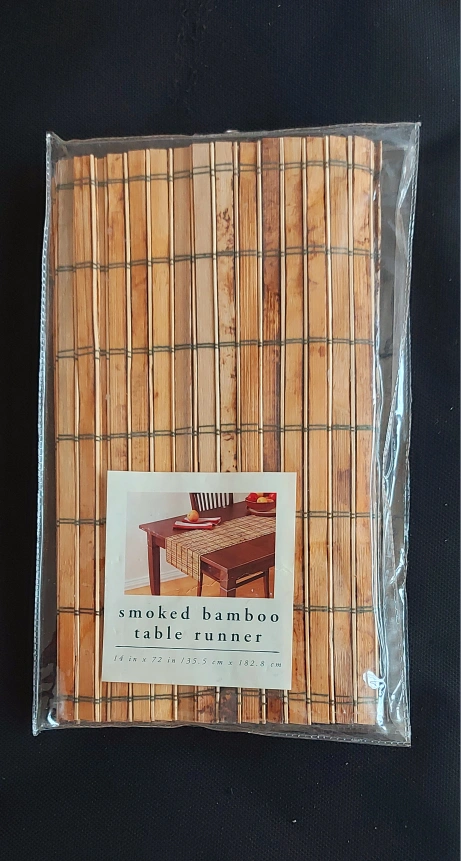 smoked bamboo
table runner
14 in x 72 in /35.5 cm x 182.8 cm